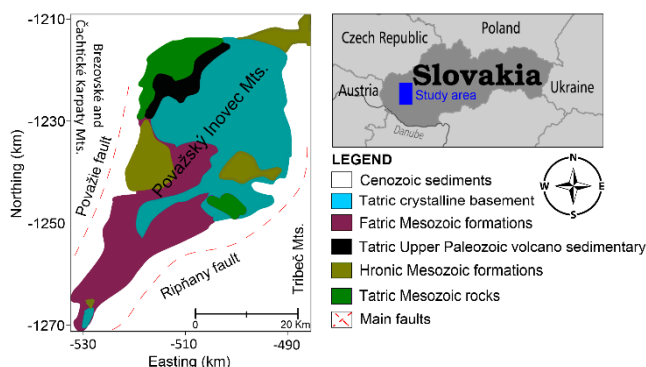 -1210
-1230
-1250
-1270
Northing (km)
-530
-510
-490
Easting (km)
Brezovské and
Čachtické Karpaty Mts.
Považie fault
Považský Inovec Mts.
Ripňany fault
Tribeč Mts.
0
20 Km
Czech Republic
Poland
Slovakia
Ukraine
Austria
Study area
Danube
LEGEND
Cenozoic sediments
Tatric crystalline basement
Fatric Mesozoic formations
Tatric Upper Paleozoic volcano sedimentary
Hronic Mesozoic formations
Tatric Mesozoic rocks
Main faults
N
W
E
S